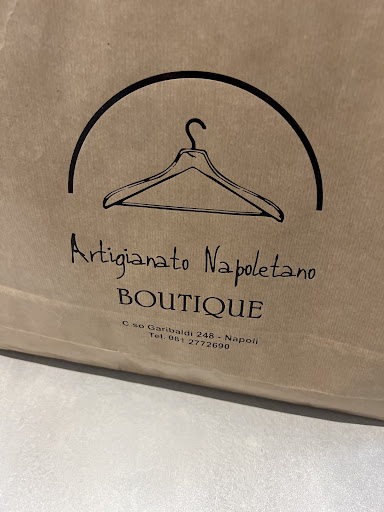 Artigianato Napoletano
BOUTIQUE
C.so Garibaldi 248 - Napoli
Tel. 081 2772690